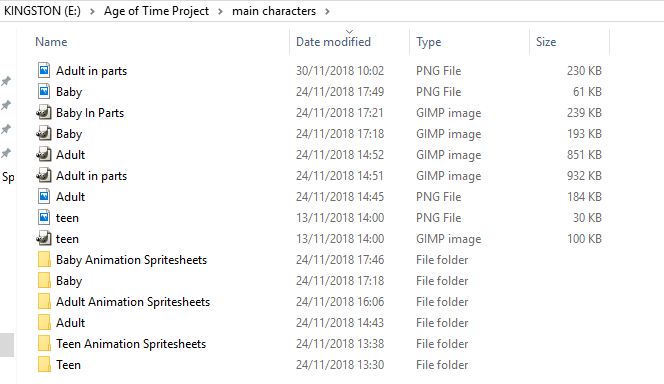 KINGSTON (E:) > Age of Time Project > main characters >
Name Date modified Type Size
Adult in parts 30/11/2018 10:02 PNG File 230 KB
Baby 24/11/2018 17:49 PNG File 61 KB
Baby In Parts 24/11/2018 17:21 GIMP image 239 KB
Baby 24/11/2018 17:18 GIMP image 193 KB
Adult 24/11/2018 14:52 GIMP image 851 KB
Adult in parts 24/11/2018 14:51 GIMP image 932 KB
Sp
Adult 24/11/2018 14:45 PNG File 184 KB
teen 13/11/2018 14:00 PNG File 30 KB
teen 13/11/2018 14:00 GIMP image 100 KB
Baby Animation Spritesheets 24/11/2018 17:46 File folder
Baby 24/11/2018 17:18 File folder
Adult Animation Spritesheets 24/11/2018 16:06 File folder
Adult 24/11/2018 14:43 File folder
Teen Animation Spritesheets 24/11/2018 13:38 File folder
Teen 24/11/2018 13:30 File folder